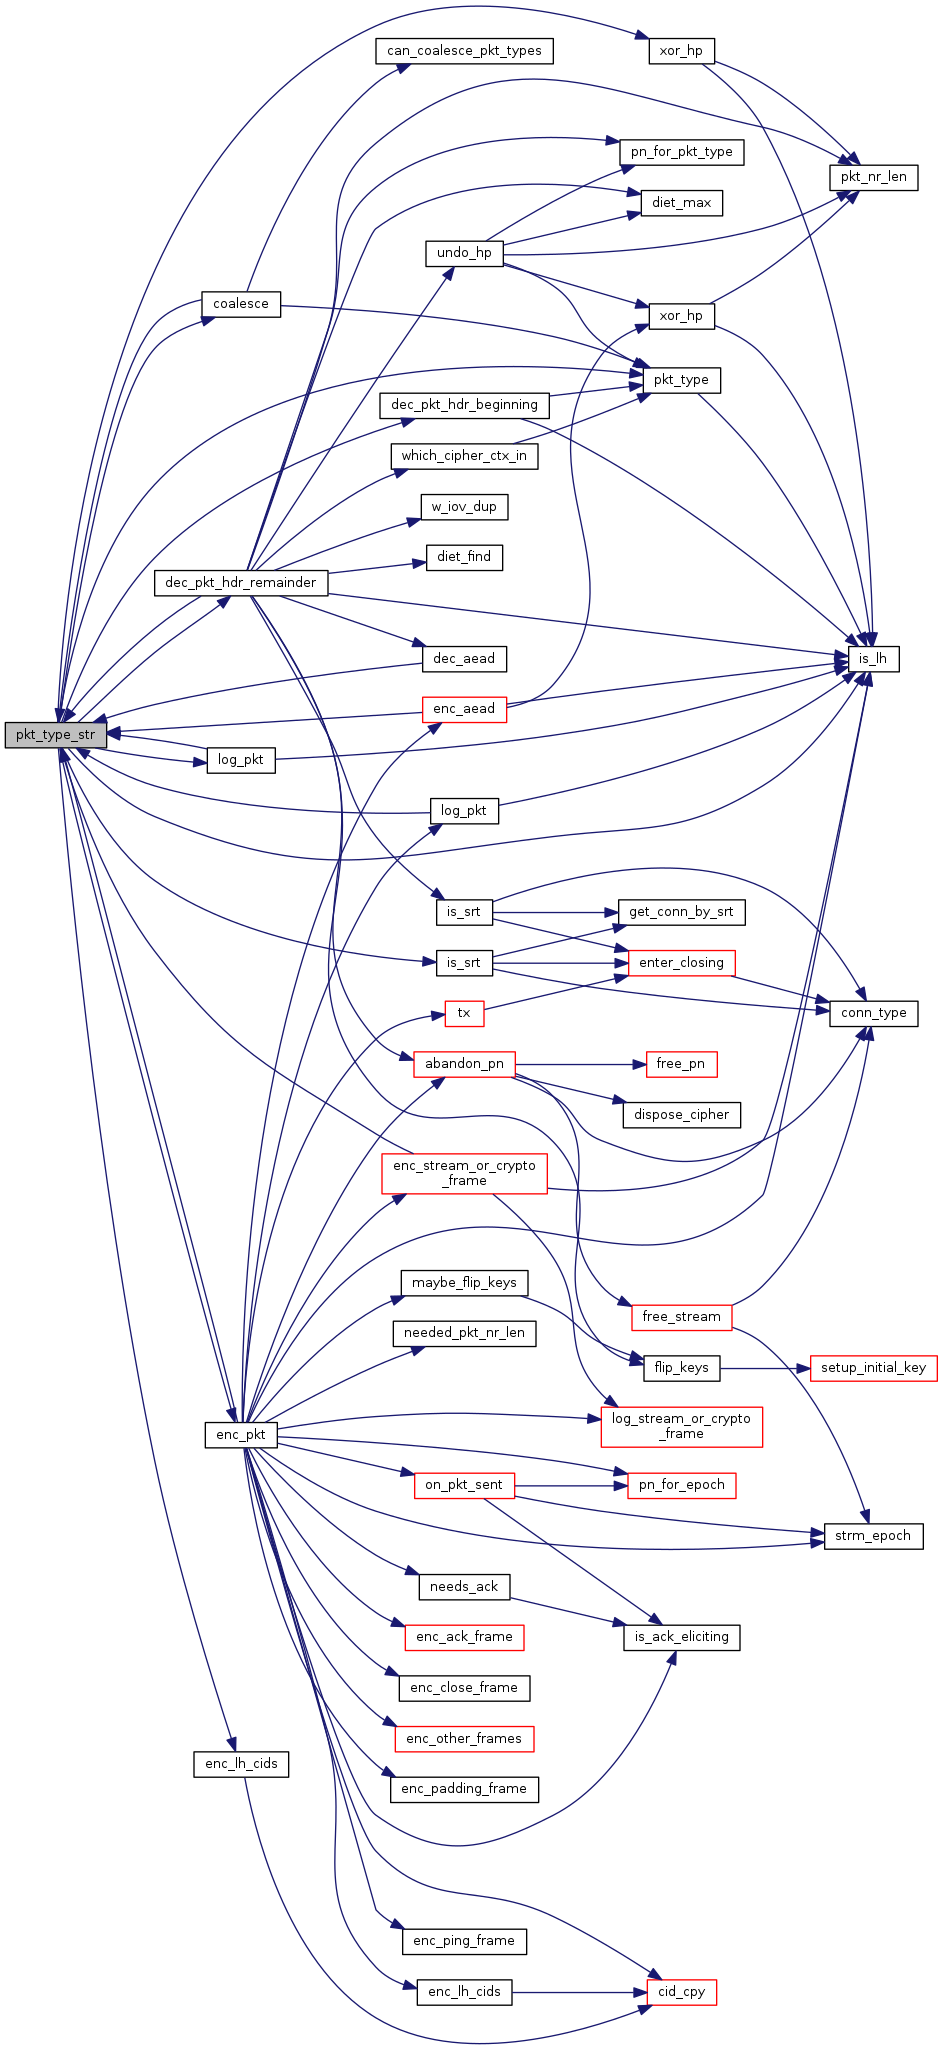 xor_hp
can_coalesce_pkt_types
pn_for_pkt_type
pkt_nr_len
diet_max
undo_hp
coalesce
xor_hp
pkt_type
dec_pkt_hdr_beginning
which_cipher_ctx_in
w_iov_dup
diet_find
dec_pkt_hdr_remainder
dec_aead
is_lh
enc_aead
pkt_type_str
log_pkt
log_pkt
is_srt
get_conn_by_srt
is_srt
enter_closing
tx
conn_type
abandon_pn
free_pn
dispose_cipher
enc_stream_or_crypto
_frame
maybe_flip_keys
free_stream
needed_pkt_nr_len
flip_keys
setup_initial_key
enc_pkt
log_stream_or_crypto
_frame
on_pkt_sent
pn_for_epoch
strm_epoch
needs_ack
enc_ack_frame
is_ack_eliciting
enc_close_frame
enc_other_frames
enc_lh_cids
enc_padding_frame
enc_ping_frame
enc_lh_cids
cid_cpy